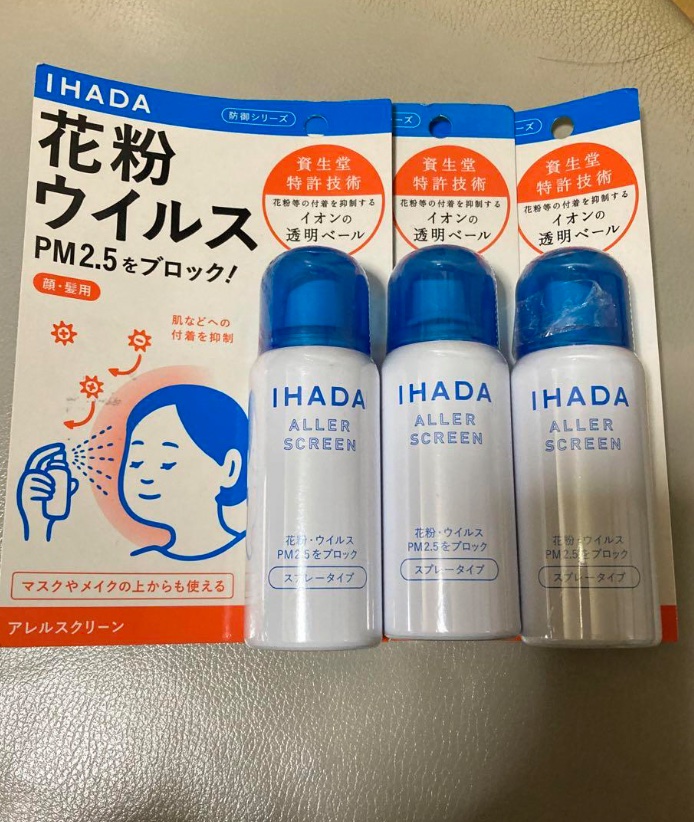 IHADA
防御シリーズ
花粉
ウイルス
PM2.5をブロック!
顔・髪用
資生堂
特許技術
花粉等の付着を抑制する
イオンの
透明ベール
肌などへの
付着を抑制
マスクやメイクの上からも使える
アレルスクリーン
IHADA
ALLER
SCREEN
花粉・ウイルス
PM2.5をブロック
スプレータイプ
ーズ
資生堂
特許技術
花粉等の付着を抑制する
イオンの
透明ベール
IHADA
ALLER
SCREEN
花粉・ウイルス
PM2.5をブロック
スプレータイプ
ーズ
資生堂
特許技術
花粉等の付着を抑制する
イオンの
透明ベール
IHADA
ALLER
SCREEN
花粉・ウイルス
PM2.5をブロック
スプレータイプ